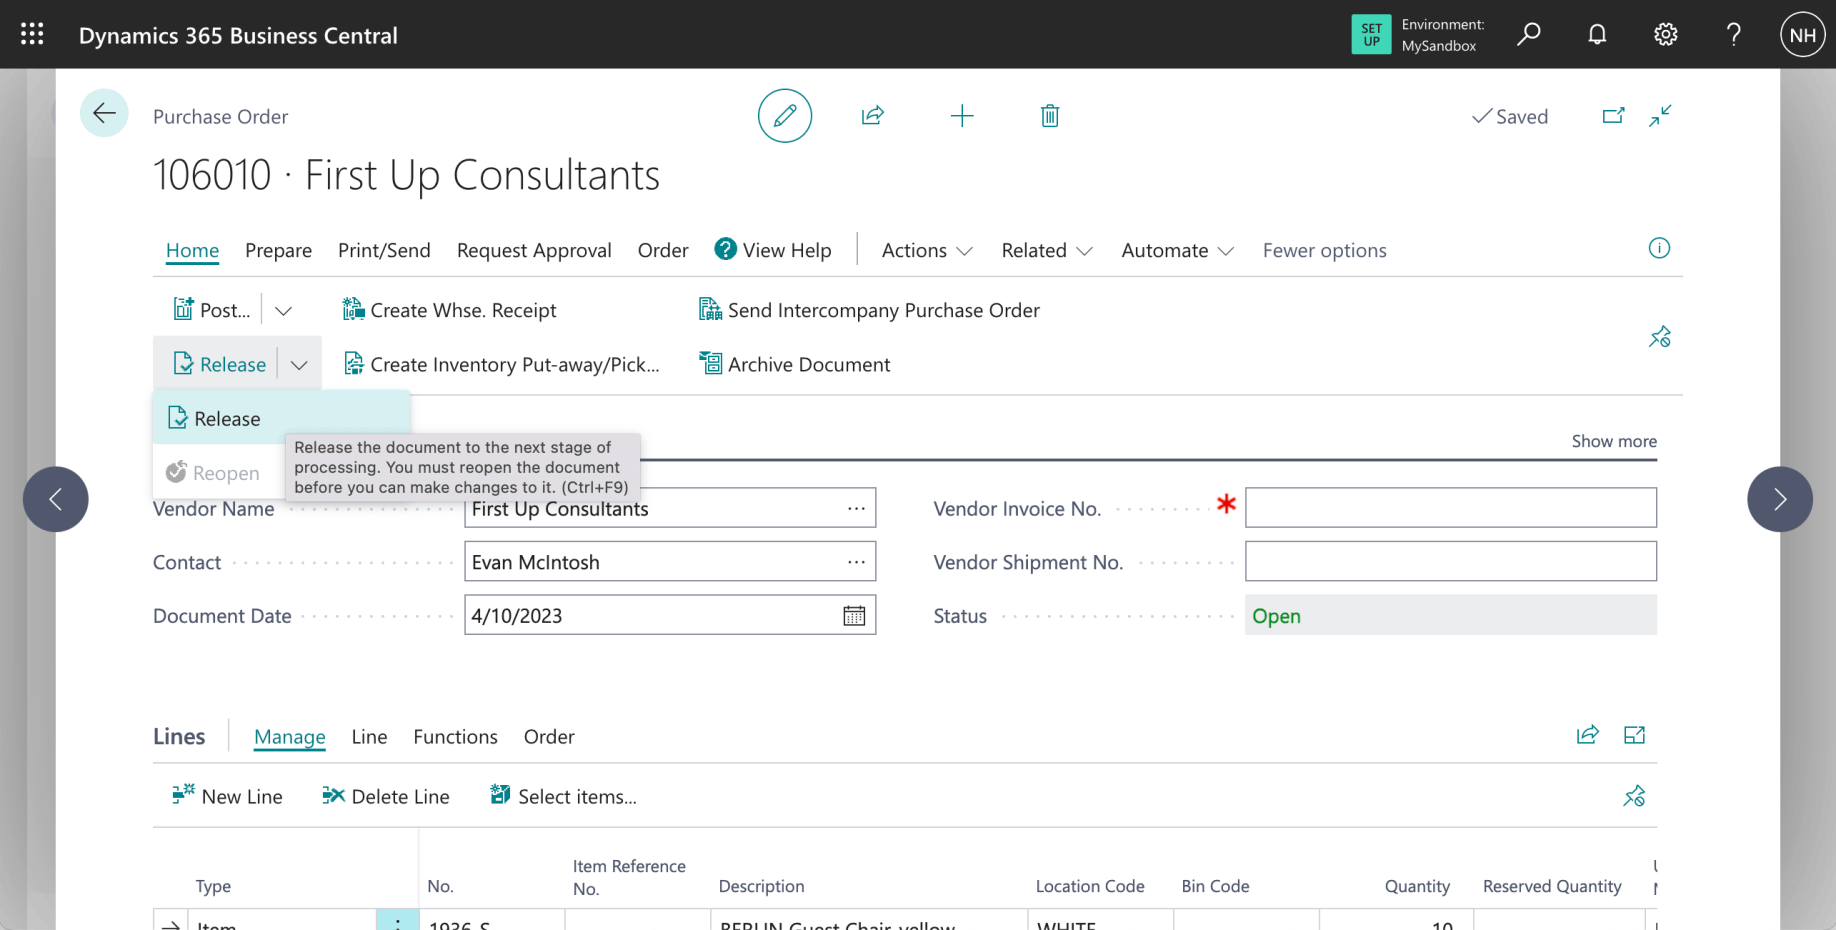 Dynamics 365 Business Central
SET UP
Environment:
MySandbox
?
NH
Purchase Order
Saved
106010 · First Up Consultants
Home Prepare Print/Send Request Approval Order ? View Help Actions Related Automate Fewer options
Post... Create Whse. Receipt Send Intercompany Purchase Order
Release Create Inventory Put-away/Pick... Archive Document
Release
Reopen
Release the document to the next stage of
processing. You must reopen the document
before you can make changes to it. (Ctrl+F9)
Show more
Vendor Name First Up Consultants ... Vendor Invoice No. *
Contact Evan McIntosh ... Vendor Shipment No.
Document Date 4/10/2023 Status Open
Lines Manage Line Functions Order
New Line Delete Line Select items...
Type No. Item Reference No. Description Location Code Bin Code Quantity Reserved Quantity
Item 1936-S BERLIN Guest Chair, yellow WHITE 10